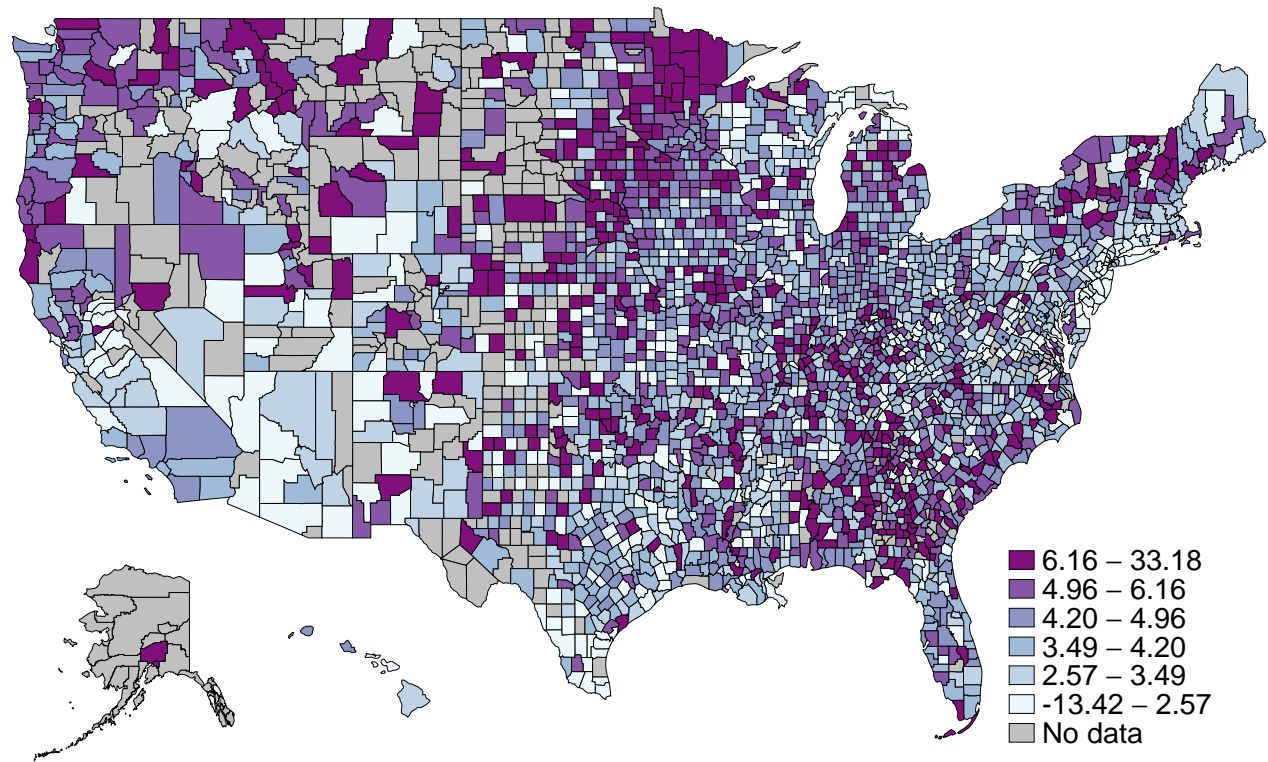 6.16 – 33.18
4.96 – 6.16
4.20 – 4.96
3.49 – 4.20
2.57 – 3.49
-13.42 – 2.57
No data